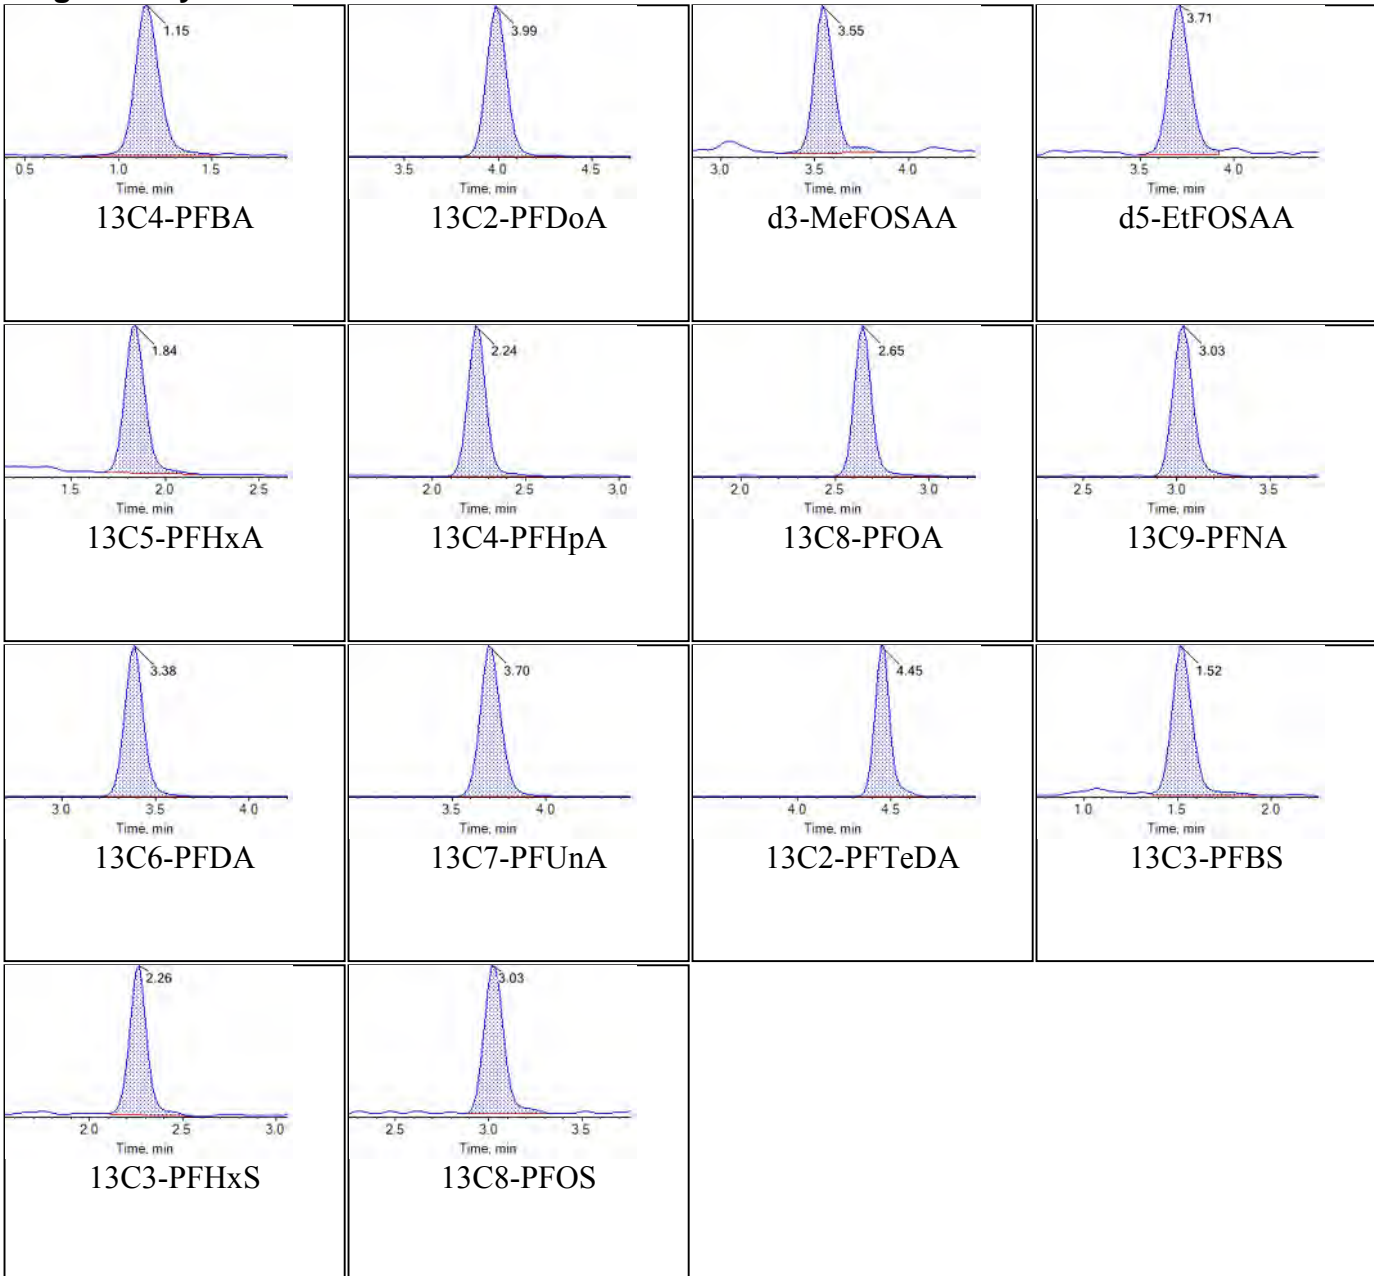 1.15
0.5 1.0 1.5
Time, min
13C4-PFBA
3.99
3.5 4.0 4.5
Time, min
13C2-PFDoA
3.55
3.0 3.5 4.0
Time, min
d3-MeFOSAA
3.71
3.5 4.0
Time, min
d5-EtFOSAA
1.84
1.5 2.0 2.5
Time, min
13C5-PFHxA
2.24
2.0 2.5 3.0
Time, min
13C4-PFHpA
2.65
2.0 2.5 3.0
Time, min
13C8-PFOA
3.03
2.5 3.0 3.5
Time, min
13C9-PFNA
3.38
3.0 3.5 4.0
Time, min
13C6-PFDA
3.70
3.5 4.0
Time, min
13C7-PFUnA
4.45
4.0 4.5
Time, min
13C2-PFTeDA
1.52
1.0 1.5 2.0
Time, min
13C3-PFBS
2.26
2.0 2.5 3.0
Time, min
13C3-PFHxS
3.03
2.5 3.0 3.5
Time, min
13C8-PFOS